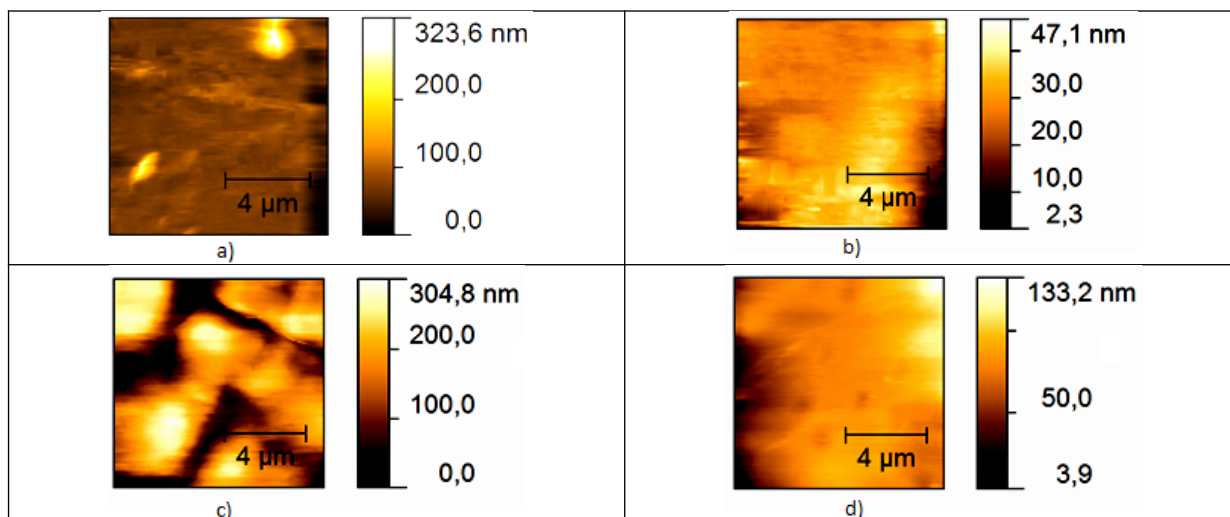 323,6 nm
200,0
100,0
0,0
4 µm
a)
47,1 nm
30,0
20,0
10,0
2,3
4 µm
b)
304,8 nm
200,0
100,0
0,0
4 µm
c)
133,2 nm
50,0
3,9
4 µm
d)